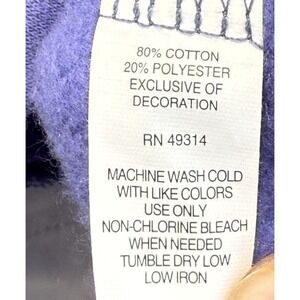 80% COTTON
20% POLYESTER
EXCLUSIVE OF
DECORATION
RN 49314
MACHINE WASH COLD
WITH LIKE COLORS
USE ONLY
NON-CHLORINE BLEACH
WHEN NEEDED
TUMBLE DRY LOW
LOW IRON